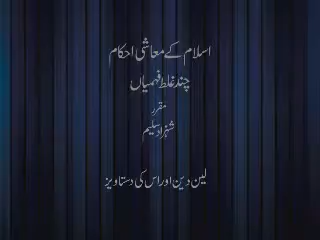 اسلام کے معاشی احکام
چند غلط فہمیاں
مقرر
شہزاد سلیم
لین دین اور اس کی دستاویز